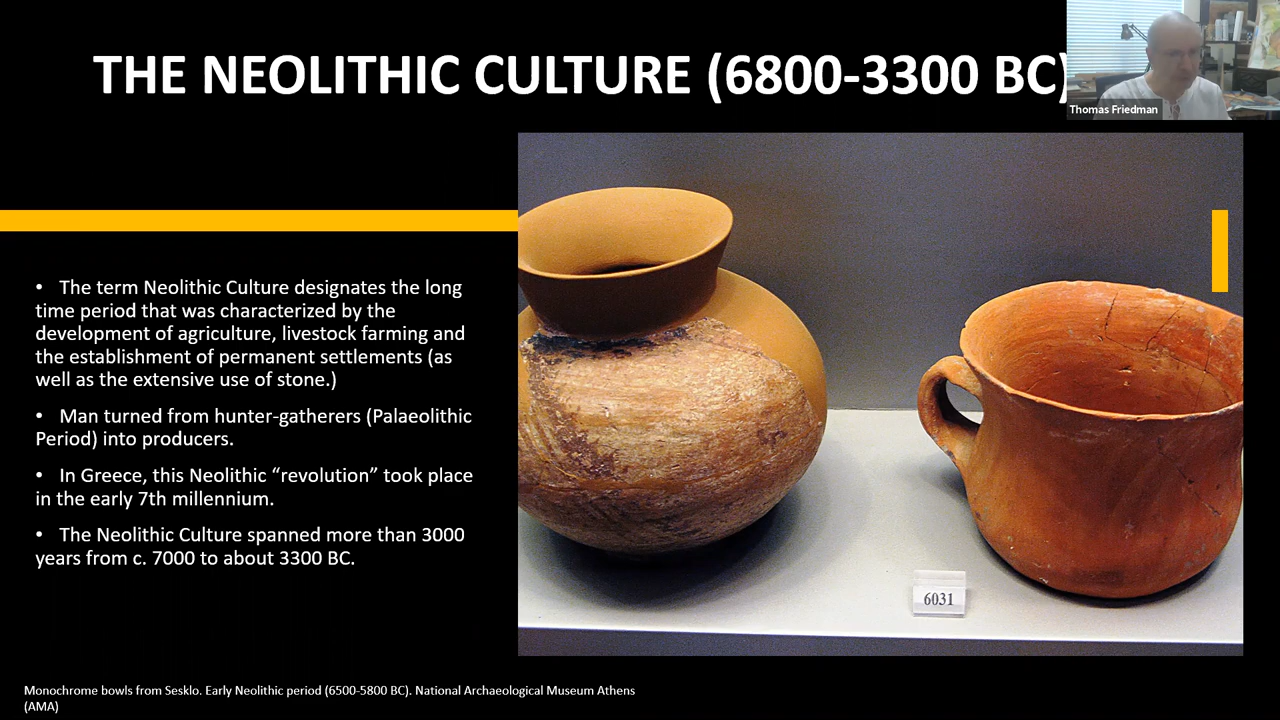 THE NEOLITHIC CULTURE (6800-3300 BC)
Thomas Friedman
• The term Neolithic Culture designates the long
time period that was characterized by the
development of agriculture, livestock farming and
the establishment of permanent settlements (as
well as the extensive use of stone.)
• Man turned from hunter-gatherers (Palaeolithic
Period) into producers.
• In Greece, this Neolithic “revolution” took place
in the early 7th millennium.
• The Neolithic Culture spanned more than 3000
years from c. 7000 to about 3300 BC.
6031
Monochrome bowls from Sesklo. Early Neolithic period (6500-5800 BC). National Archaeological Museum Athens
(AMA)